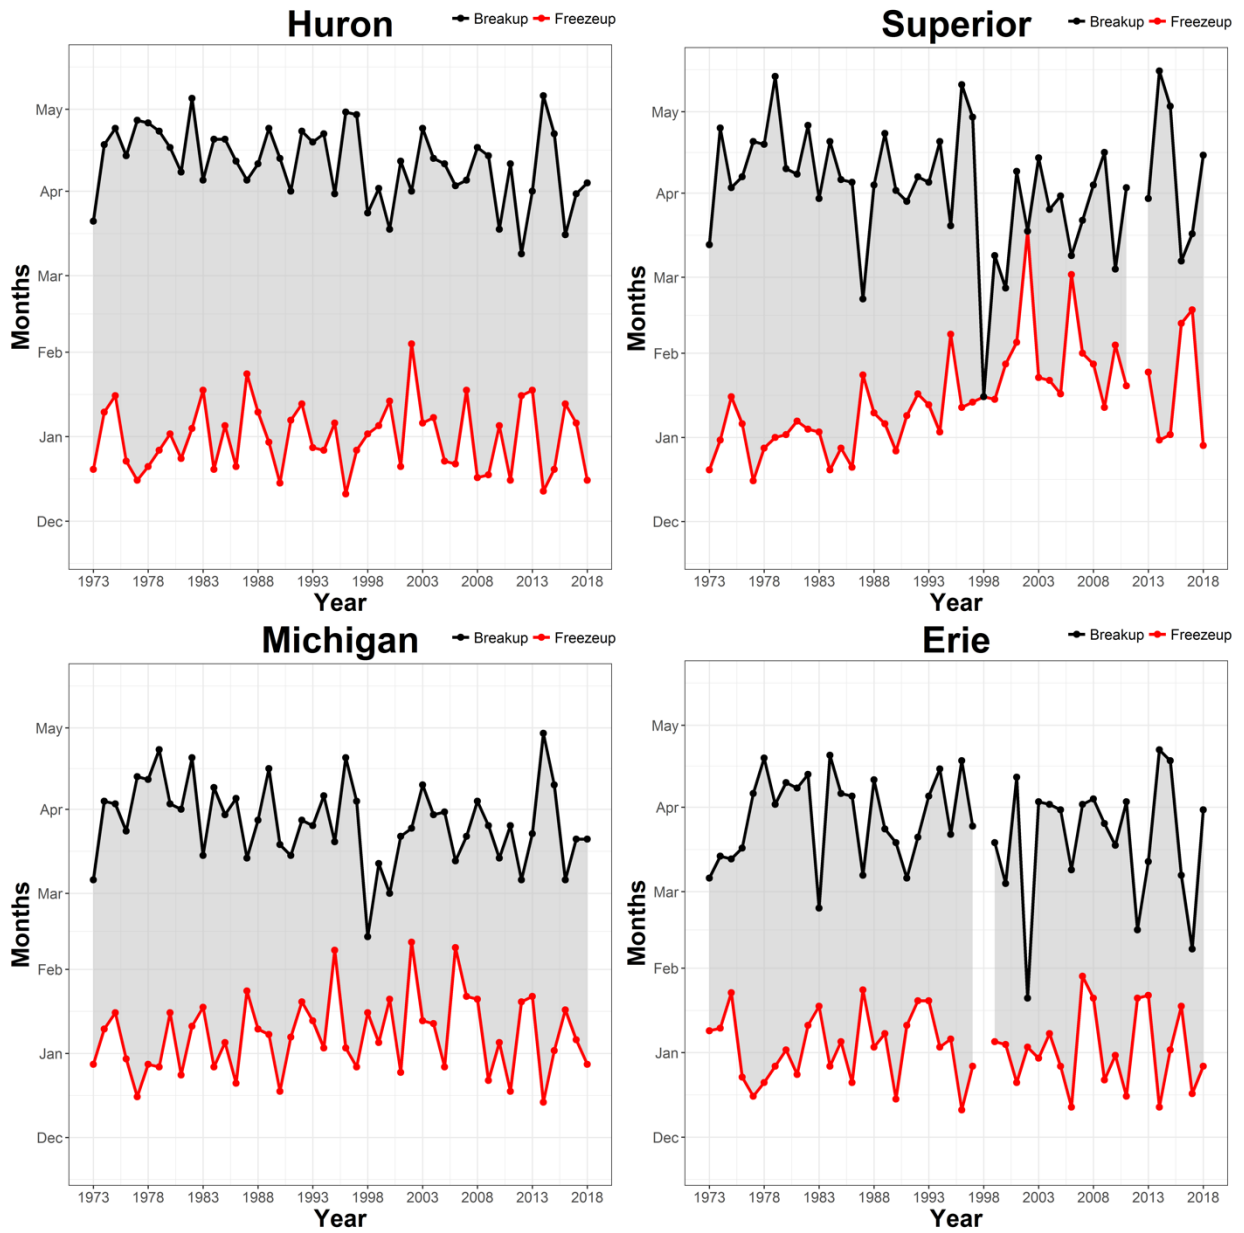 Huron
Breakup Freezeup
Months
May
Apr
Mar
Feb
Jan
Dec
1973 1978 1983 1988 1993 1998 2003 2008 2013 2018
Year
Superior
Breakup Freezeup
Months
May
Apr
Mar
Feb
Jan
Dec
1973 1978 1983 1988 1993 1998 2003 2008 2013 2018
Year
Michigan
Breakup Freezeup
Months
May
Apr
Mar
Feb
Jan
Dec
1973 1978 1983 1988 1993 1998 2003 2008 2013 2018
Year
Erie
Breakup Freezeup
Months
May
Apr
Mar
Feb
Jan
Dec
1973 1978 1983 1988 1993 1998 2003 2008 2013 2018
Year